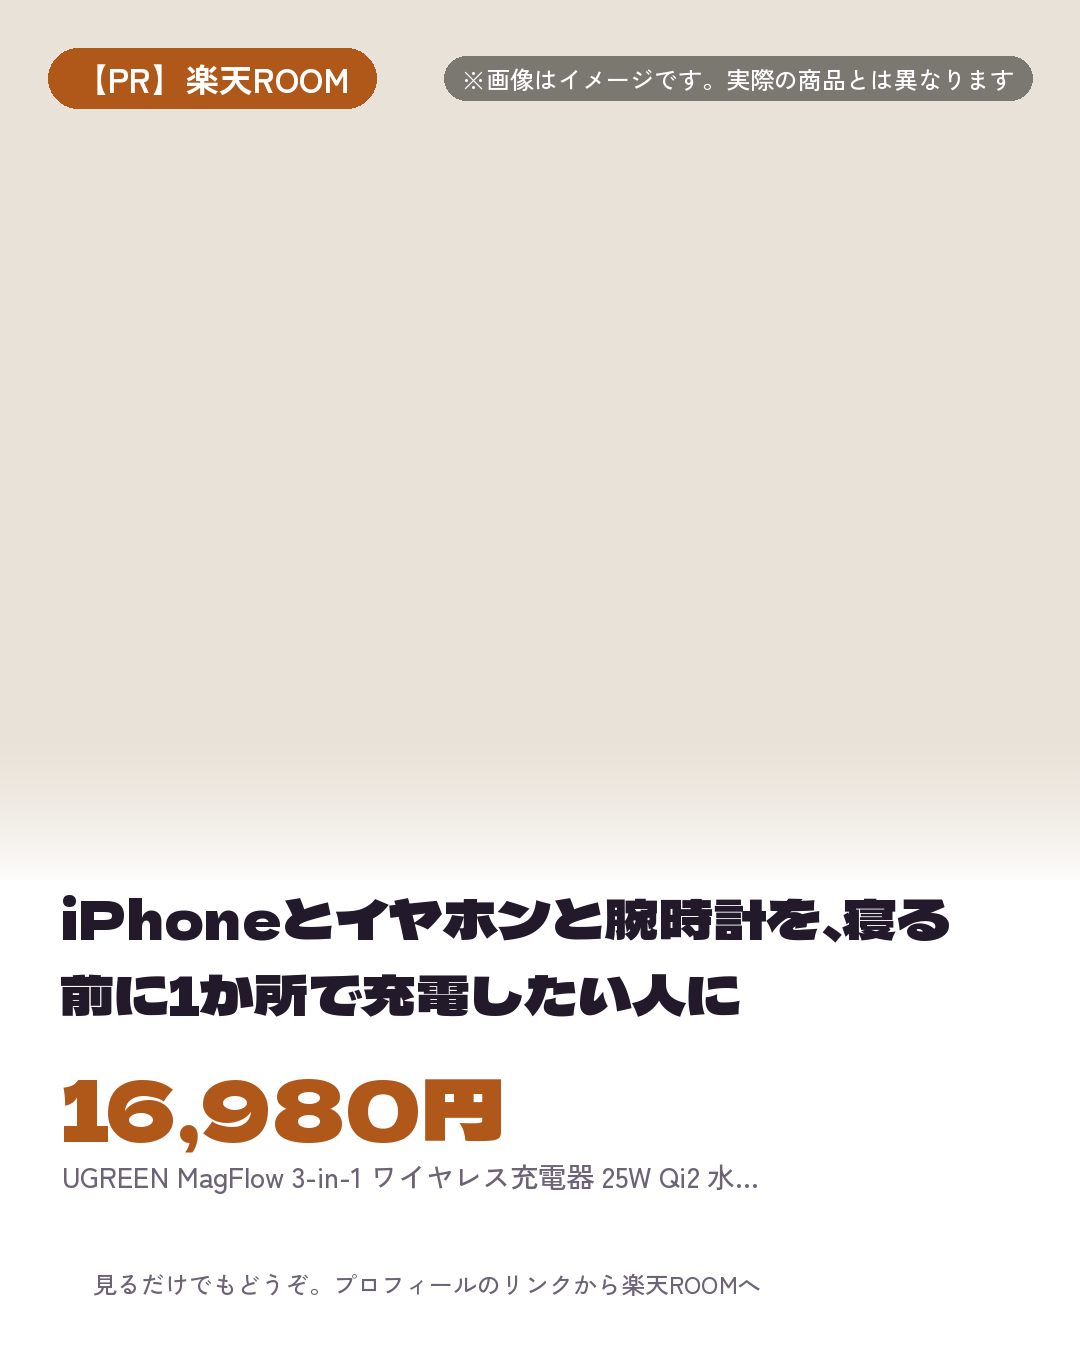 【PR】楽天ROOM
※画像はイメージです。実際の商品とは異なります
iPhoneとイヤホンと腕時計を、寝る
前に1か所で充電したい人に
16,980円
UGREEN MagFlow 3-in-1 ワイヤレス充電器 25W Qi2 水…
見るだけでもどうぞ。プロフィールのリンクから楽天ROOMへ